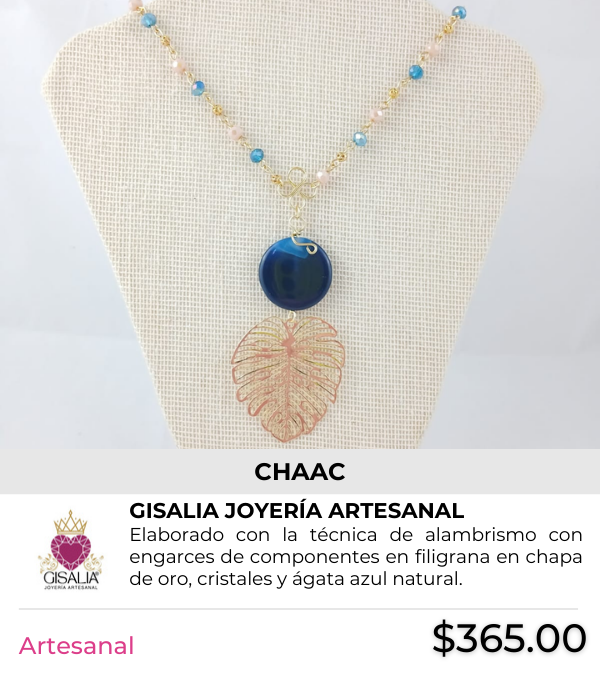 CHAAC
GISALIA JOYERÍA ARTESANAL
Elaborado con la técnica de alambrismo con
engarces de componentes en filigrana en chapa
de oro, cristales y ágata azul natural.
GISALIA
JOYERÍA ARTESANAL
Artesanal
$365.00